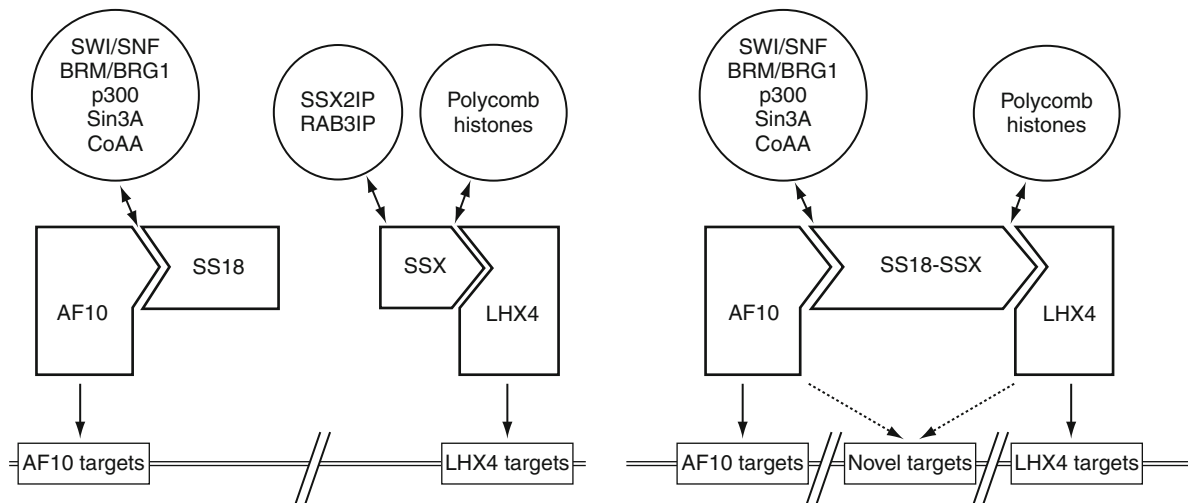 SWI/SNF
BRM/BRG1
p300
Sin3A
CoAA
SSX2IP
RAB3IP
Polycomb
histones
SS18
AF10
SSX
LHX4
AF10 targets
LHX4 targets
SWI/SNF
BRM/BRG1
p300
Sin3A
CoAA
Polycomb
histones
SS18-SSX
AF10
LHX4
AF10 targets
Novel targets
LHX4 targets